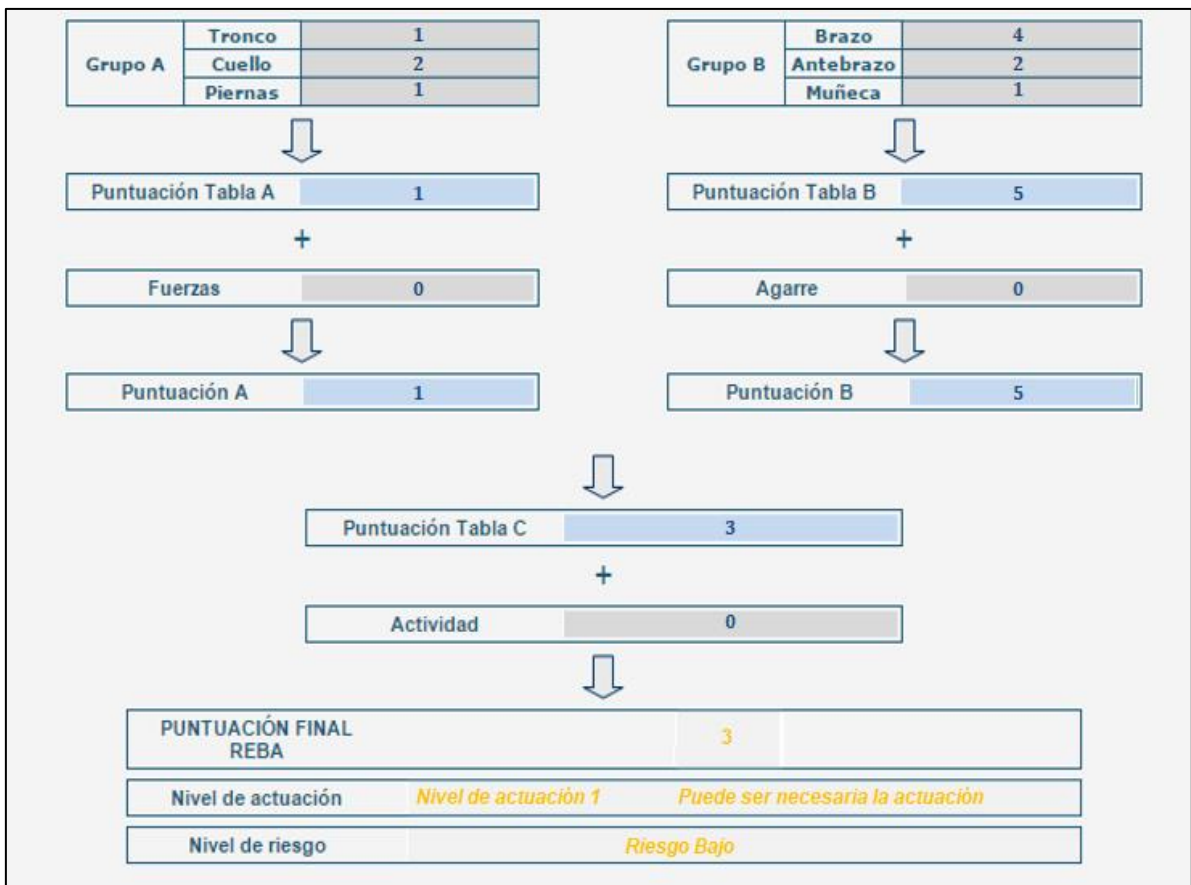 Grupo A
Tronco 1
Cuello 2
Piernas 1
Grupo B
Brazo 4
Antebrazo 2
Muñeca 1
Puntuación Tabla A 1
Puntuación Tabla B 5
+
+
Fuerzas 0
Agarre 0
Puntuación A 1
Puntuación B 5
Puntuación Tabla C 3
+
Actividad 0
PUNTUACIÓN FINAL
REBA
3
Nivel de actuación Nivel de actuación 1 Puede ser necesaria la actuación
Nivel de riesgo Riesgo Bajo